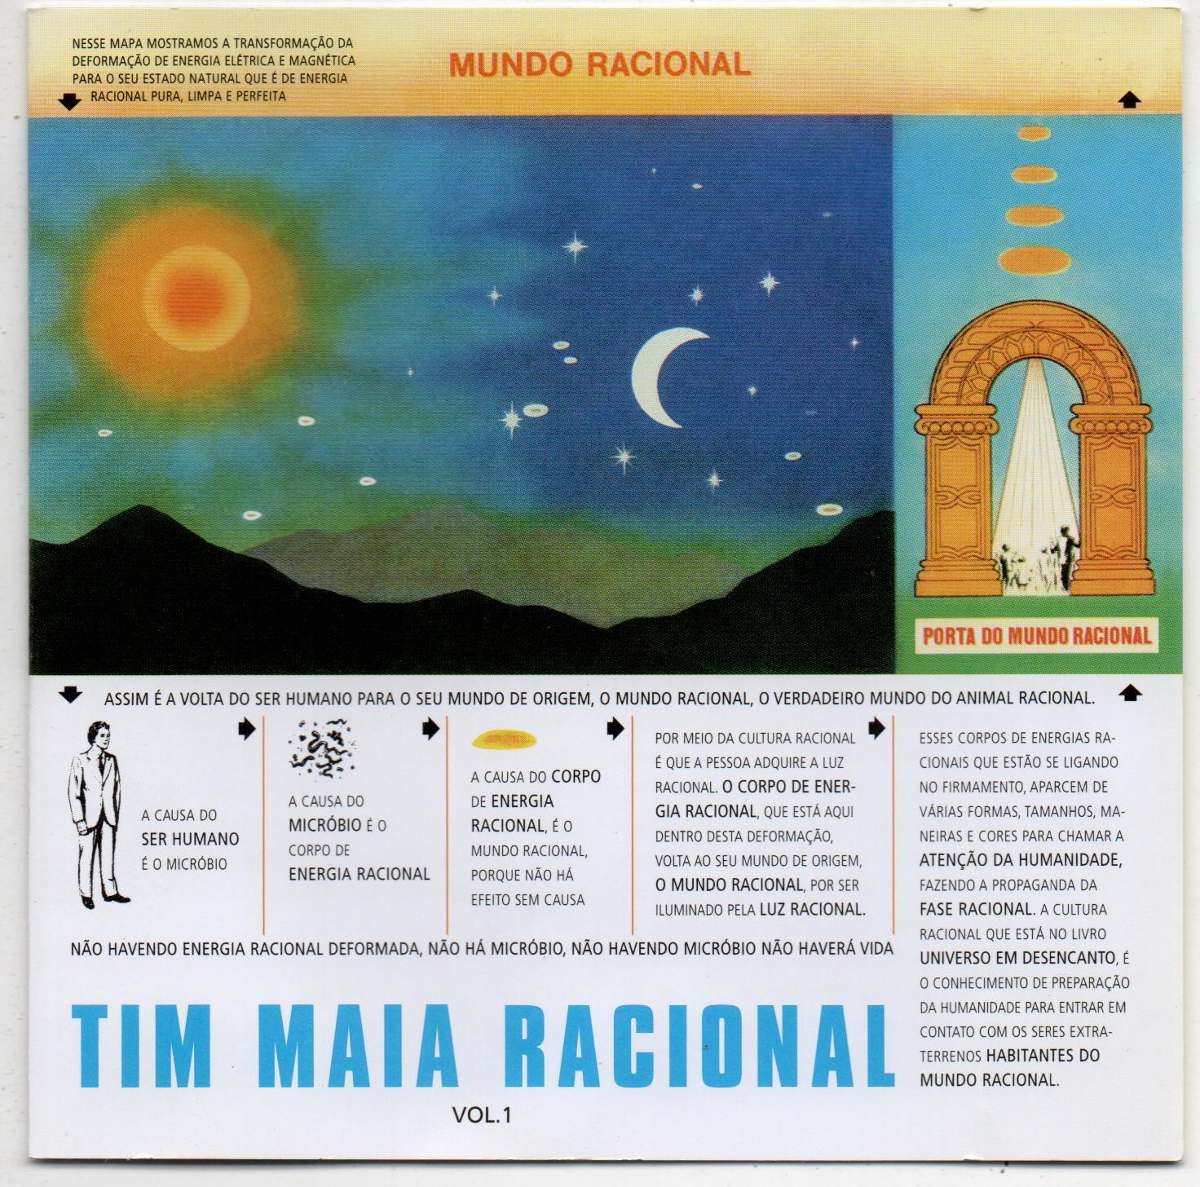 NESSE MAPA MOSTRAMOS A TRANSFORMAÇÃO DA
DEFORMAÇÃO DE ENERGIA ELÉTRICA E MAGNÉTICA
PARA O SEU ESTADO NATURAL QUE É DE ENERGIA
RACIONAL PURA, LIMPA E PERFEITA
MUNDO RACIONAL
PORTA DO MUNDO RACIONAL
ASSIM É A VOLTA DO SER HUMANO PARA O SEU MUNDO DE ORIGEM, O MUNDO RACIONAL, O VERDADEIRO MUNDO DO ANIMAL RACIONAL.
A CAUSA DO
SER HUMANO
É O MICRÓBIO
A CAUSA DO
MICRÓBIO É O
CORPO DE
ENERGIA RACIONAL
A CAUSA DO CORPO
DE ENERGIA
RACIONAL, É O
MUNDO RACIONAL,
PORQUE NÃO HÁ
EFEITO SEM CAUSA
POR MEIO DA CULTURA RACIONAL
É QUE A PESSOA ADQUIRE A LUZ
RACIONAL. O CORPO DE ENER-
GIA RACIONAL, QUE ESTÁ AQUI
DENTRO DESTA DEFORMAÇÃO,
VOLTA AO SEU MUNDO DE ORIGEM,
O MUNDO RACIONAL, POR SER
ILUMINADO PELA LUZ RACIONAL.
ESSES CORPOS DE ENERGIAS RA-
CIONAIS QUE ESTÃO SE LIGANDO
NO FIRMAMENTO, APARCEM DE
VÁRIAS FORMAS, TAMANHOS, MA-
NEIRAS E CORES PARA CHAMAR A
ATENÇÃO DA HUMANIDADE,
FAZENDO A PROPAGANDA DA
FASE RACIONAL. A CULTURA
RACIONAL QUE ESTÁ NO LIVRO
UNIVERSO EM DESENCANTO, É
O CONHECIMENTO DE PREPARAÇÃO
DA HUMANIDADE PARA ENTRAR EM
CONTATO COM OS SERES EXTRA-
TERRENOS HABITANTES DO
MUNDO RACIONAL.
NÃO HAVENDO ENERGIA RACIONAL DEFORMADA, NÃO HÁ MICRÓBIO, NÃO HAVENDO MICRÓBIO NÃO HAVERÁ VIDA
TIM MAIA RACIONAL
VOL.1